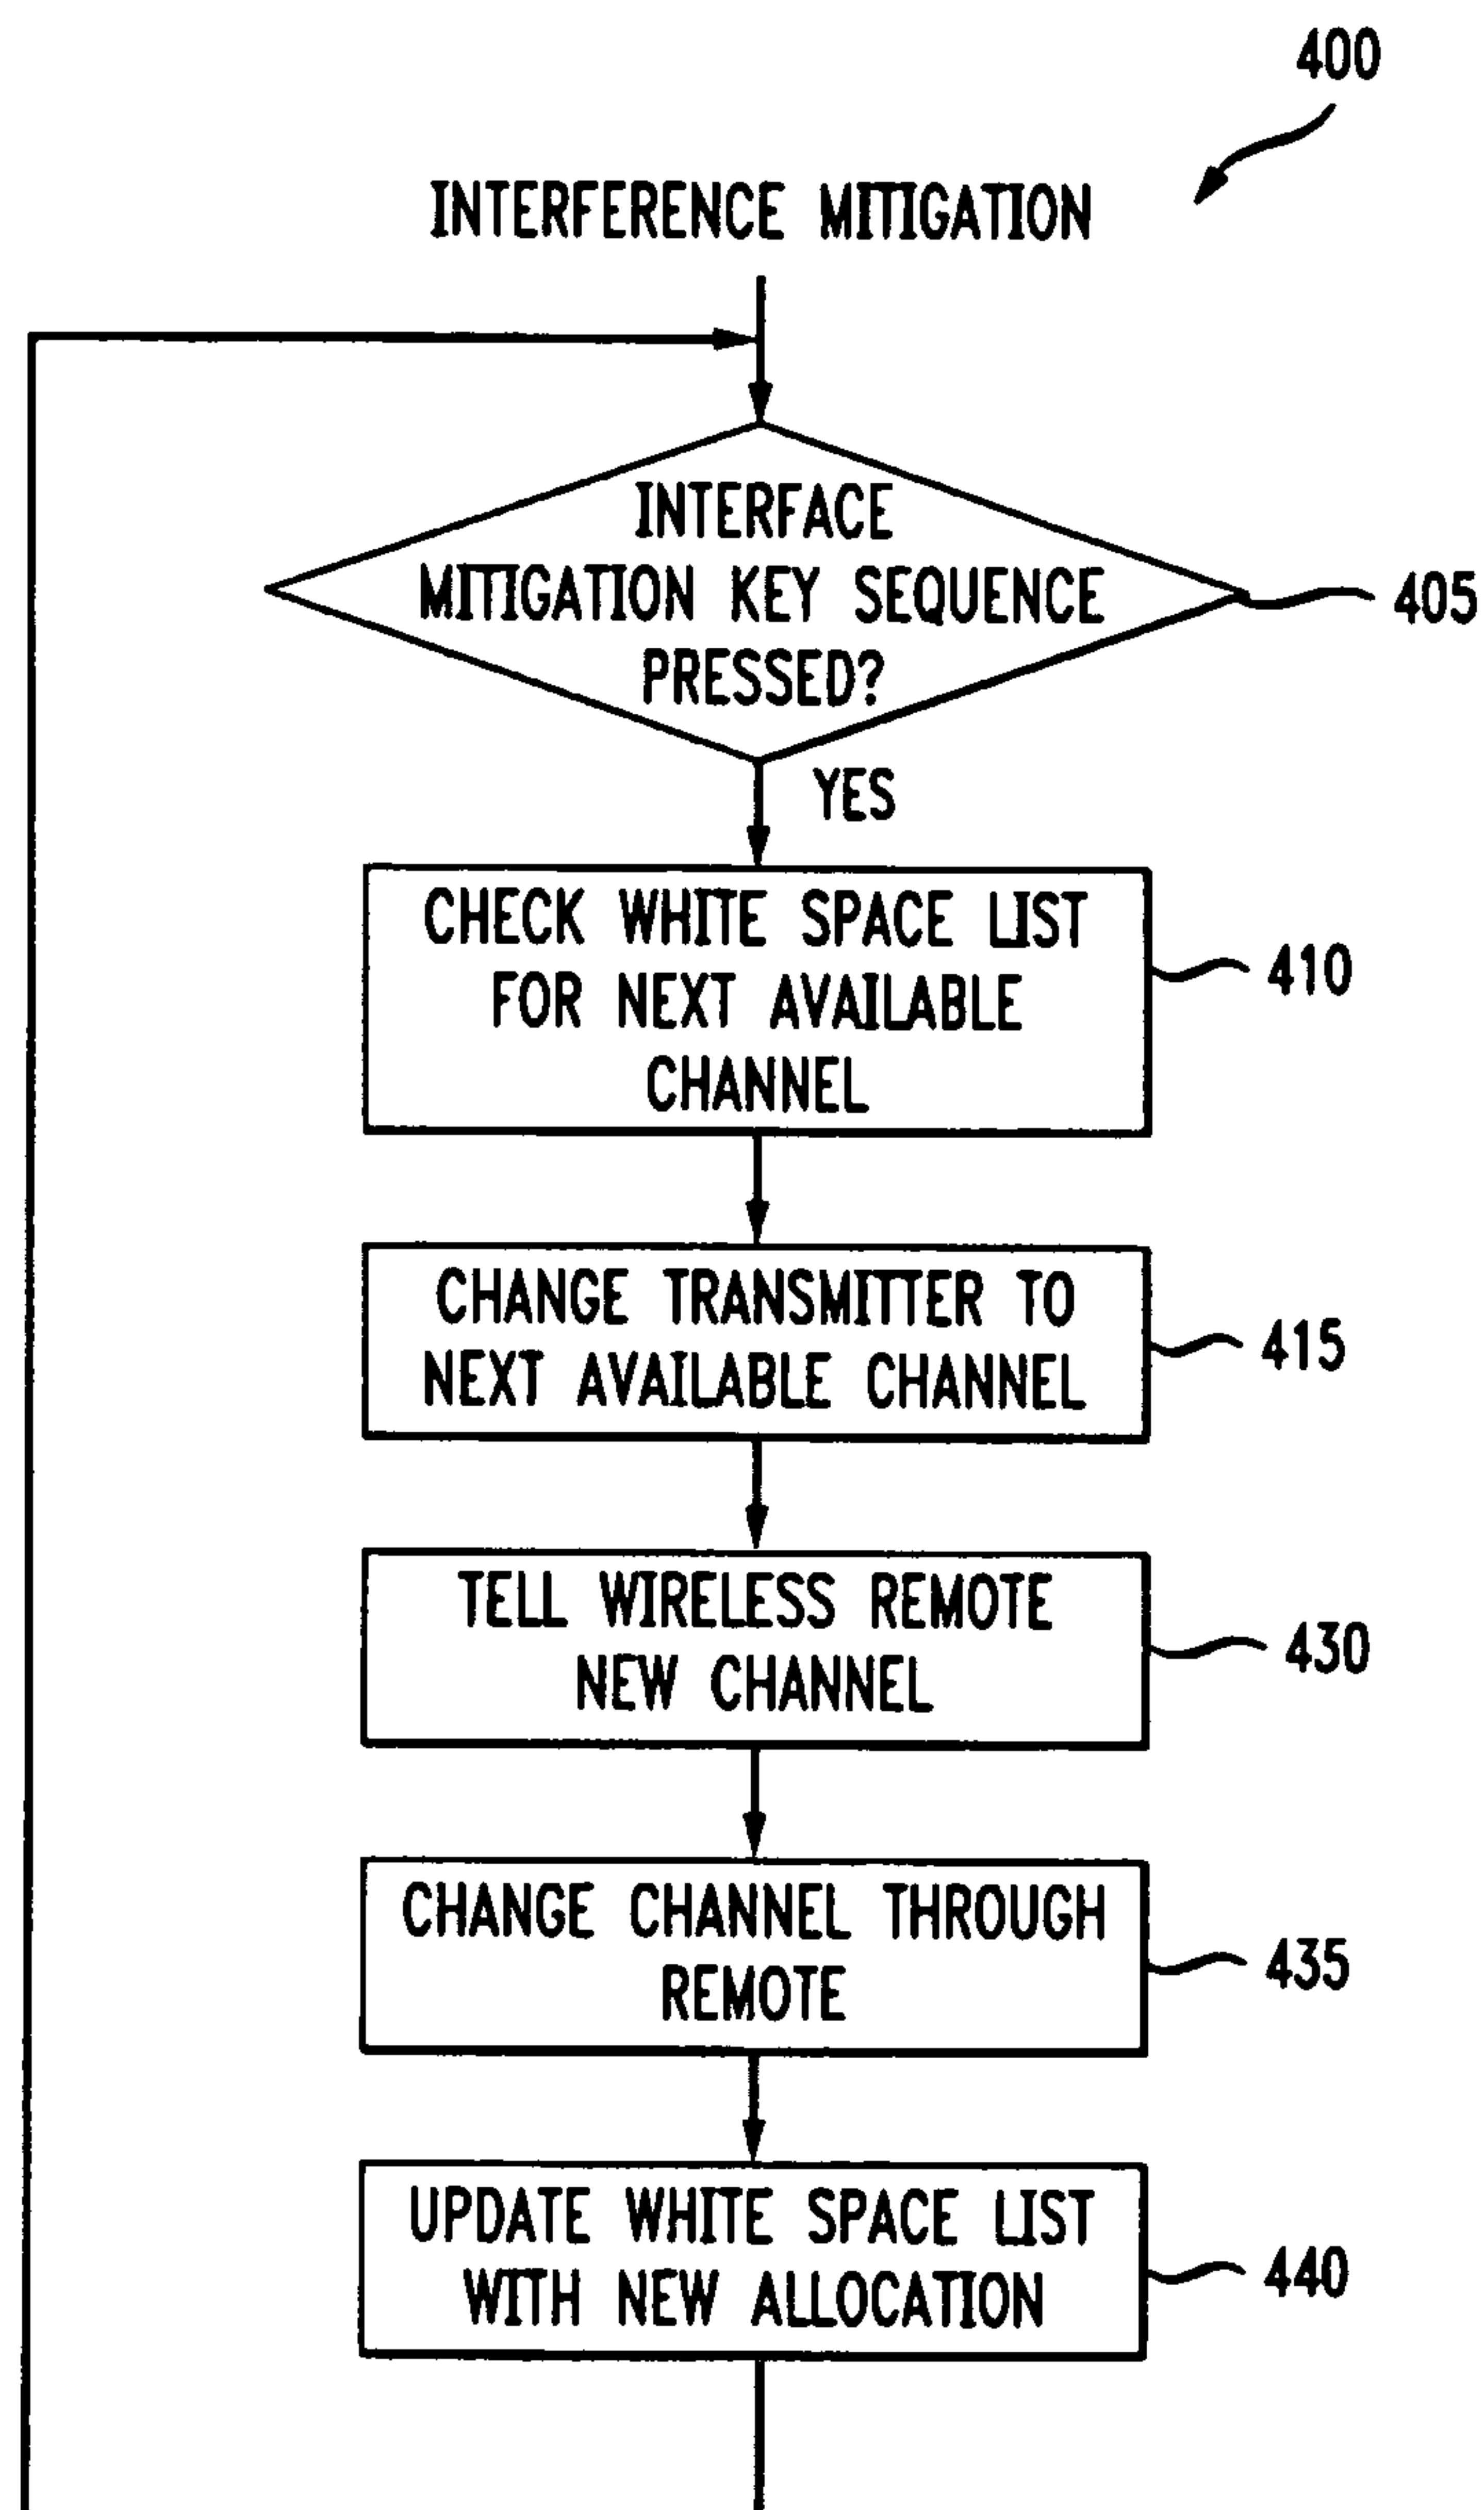 400
INTERFERENCE MITIGATION
INTERFACE
MITIGATION KEY SEQUENCE
PRESSED?
405
YES
CHECK WHITE SPACE LIST
FOR NEXT AVAILABLE
CHANNEL
410
CHANGE TRANSMITTER TO
NEXT AVAILABLE CHANNEL
415
TELL WIRELESS REMOTE
NEW CHANNEL
430
CHANGE CHANNEL THROUGH
REMOTE
435
UPDATE WHITE SPACE LIST
WITH NEW ALLOCATION
440